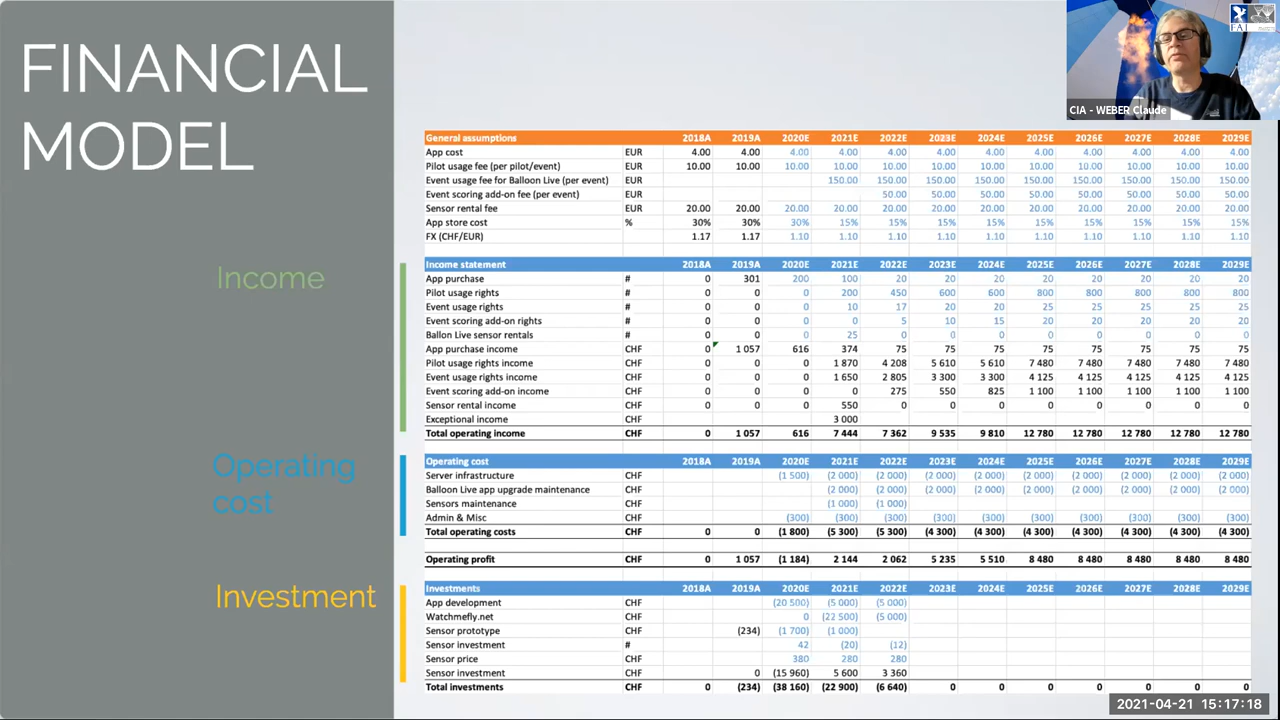 FINANCIAL
MODEL
FAI
CIA - WEBER Claude
General assumptions 2018A 2019A 2020E 2021E 2022E 2023E 2024E 2025E 2026E 2027E 2028E 2029E
App cost EUR 4.00 4.00 4.00 4.00 4.00 4.00 4.00 4.00 4.00 4.00 4.00 4.00
Pilot usage fee (per pilot/event) EUR 10.00 10.00 10.00 10.00 10.00 10.00 10.00 10.00 10.00 10.00 10.00 10.00
Event usage fee for Balloon Live (per event) EUR 150.00 150.00 150.00 150.00 150.00 150.00 150.00 150.00 150.00
Event scoring add-on fee (per event) EUR 50.00 50.00 50.00 50.00 50.00 50.00 50.00 50.00
Sensor rental fee EUR 20.00 20.00 20.00 20.00 20.00 20.00 20.00 20.00 20.00 20.00 20.00 20.00
App store cost % 30% 30% 30% 15% 15% 15% 15% 15% 15% 15% 15% 15%
FX (CHF/EUR) 1.17 1.17 1.10 1.10 1.10 1.10 1.10 1.10 1.10 1.10 1.10 1.10
Income
Income statement 2018A 2019A 2020E 2021E 2022E 2023E 2024E 2025E 2026E 2027E 2028E 2029E
App purchase # 0 301 200 100 20 20 20 20 20 20 20 20
Pilot usage rights # 0 0 0 200 450 600 600 800 800 800 800 800
Event usage rights # 0 0 0 10 17 20 20 25 25 25 25 25
Event scoring add-on rights # 0 0 0 0 5 10 15 20 20 20 20 20
Ballon Live sensor rentals # 0 0 0 25 0 0 0 0 0 0 0 0
App purchase income CHF 0 1 057 616 374 75 75 75 75 75 75 75 75
Pilot usage rights income CHF 0 0 0 1 870 4 208 5 610 5 610 7 480 7 480 7 480 7 480 7 480
Event usage rights income CHF 0 0 0 1 650 2 805 3 300 3 300 4 125 4 125 4 125 4 125 4 125
Event scoring add-on income CHF 0 0 0 0 275 550 825 1 100 1 100 1 100 1 100 1 100
Sensor rental income CHF 0 0 0 550 0 0 0 0 0 0 0 0
Exceptional income CHF 3 000
Total operating income CHF 0 1 057 616 7 444 7 362 9 535 9 810 12 780 12 780 12 780 12 780 12 780
Operating
cost
Operating cost 2018A 2019A 2020E 2021E 2022E 2023E 2024E 2025E 2026E 2027E 2028E 2029E
Server infrastructure CHF (1 500) (2 000) (2 000) (2 000) (2 000) (2 000) (2 000) (2 000) (2 000) (2 000)
Balloon Live app upgrade maintenance CHF (2 000) (2 000) (2 000) (2 000) (2 000) (2 000) (2 000) (2 000) (2 000)
Sensors maintenance CHF (1 000) (1 000)
Admin & Misc CHF (300) (300) (300) (300) (300) (300) (300) (300) (300) (300)
Total operating costs CHF 0 0 (1 800) (5 300) (5 300) (4 300) (4 300) (4 300) (4 300) (4 300) (4 300) (4 300)
Operating profit CHF 0 1 057 (1 184) 2 144 2 062 5 235 5 510 8 480 8 480 8 480 8 480 8 480
Investment
Investments 2018A 2019A 2020E 2021E 2022E 2023E 2024E 2025E 2026E 2027E 2028E 2029E
App development CHF (20 500) (5 000) (5 000)
Watchmefly.net CHF 0 (22 500) (5 000)
Sensor prototype CHF (234) (1 700) (1 000)
Sensor investment # 42 (20) (12)
Sensor price CHF 380 280 280
Sensor investment CHF 0 (15 960) 5 600 3 360
Total investments CHF 0 (234) (38 160) (22 900) (6 640) 0 0 0 0 0 0 0
2021-04-21 15:17:18